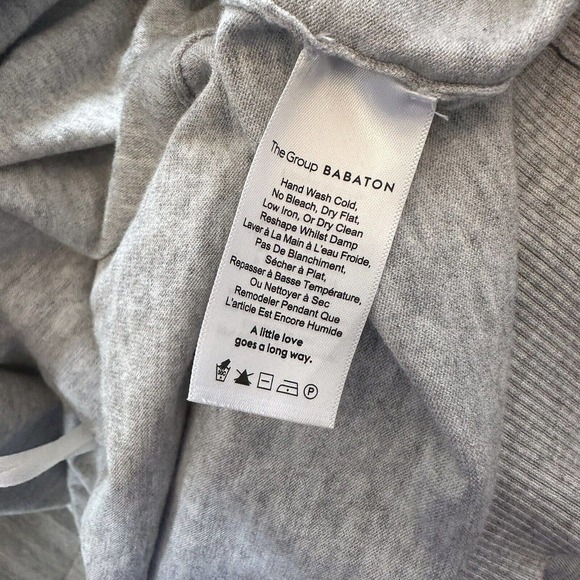 The Group BABATON
Hand Wash Cold,
No Bleach, Dry Flat,
Low Iron, Or Dry Clean
Reshape Whilst Damp
Laver à La Main à L'eau Froide,
Pas De Blanchiment,
Sécher à Plat,
Repasser à Basse Température,
Ou Nettoyer à Sec
Remodeler Pendant Que
L'article Est Encore Humide
A little love
goes a long way.
P